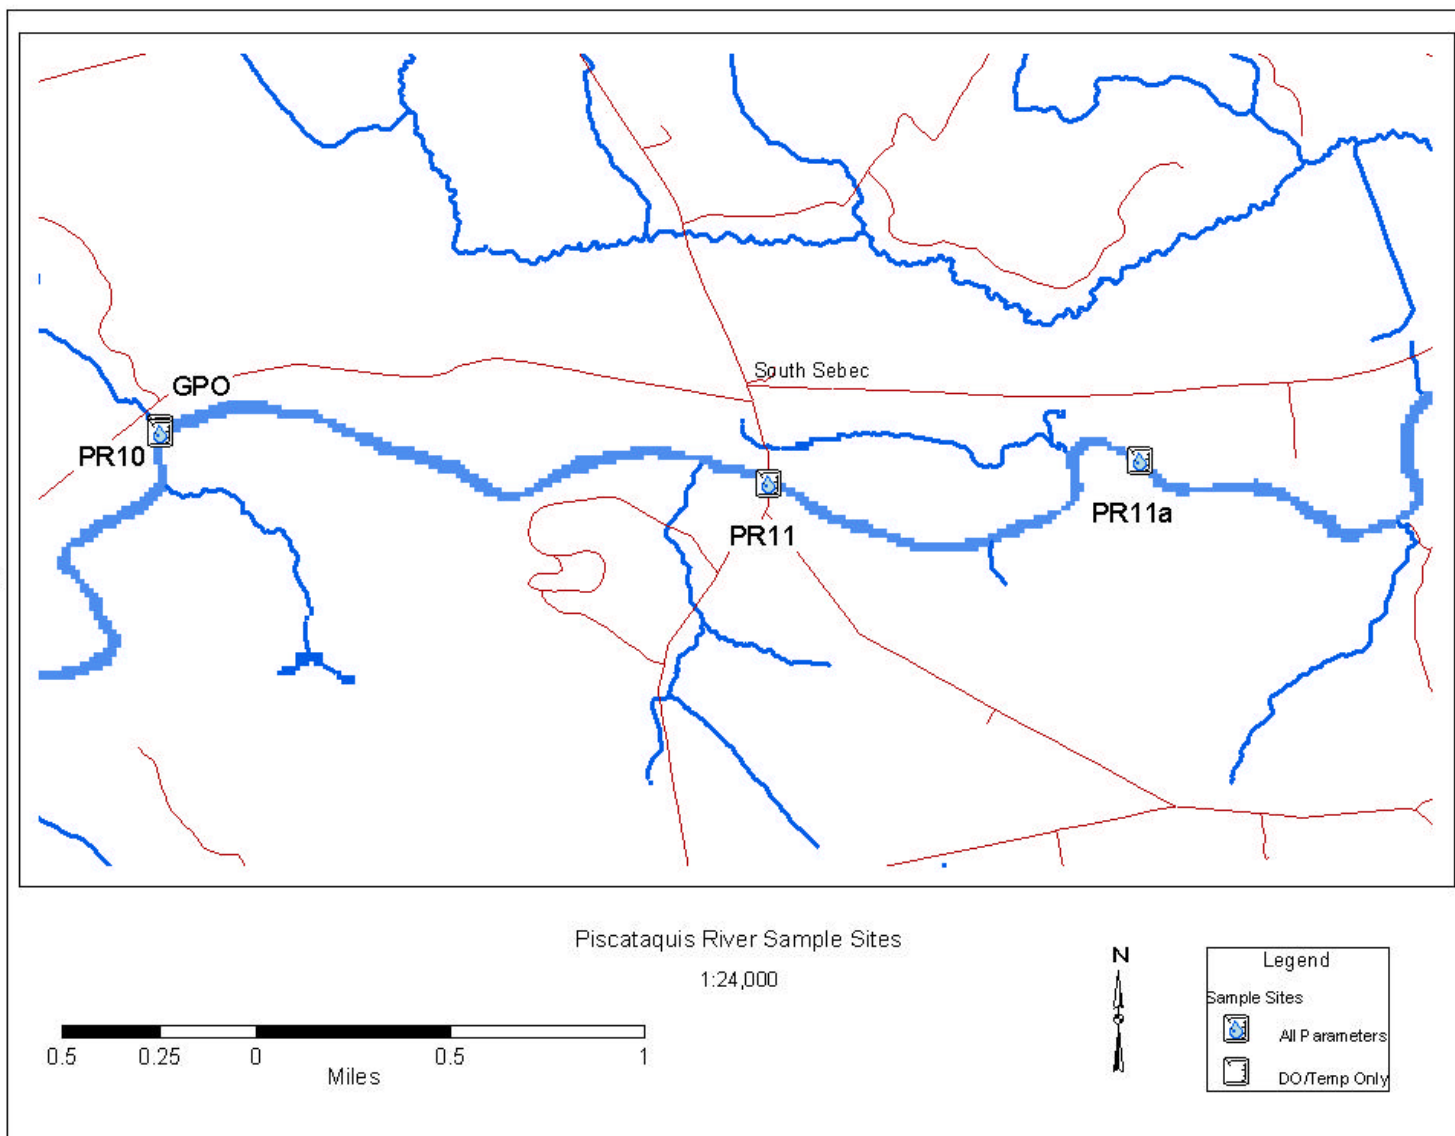 South Sebec
GPO
PR10
PR11
PR11a
Piscataquis River Sample Sites
1:24,000
0.5 0.25 0 0.5 1
Miles
N
Legend
Sample Sites
All Parameters
DO/Temp Only